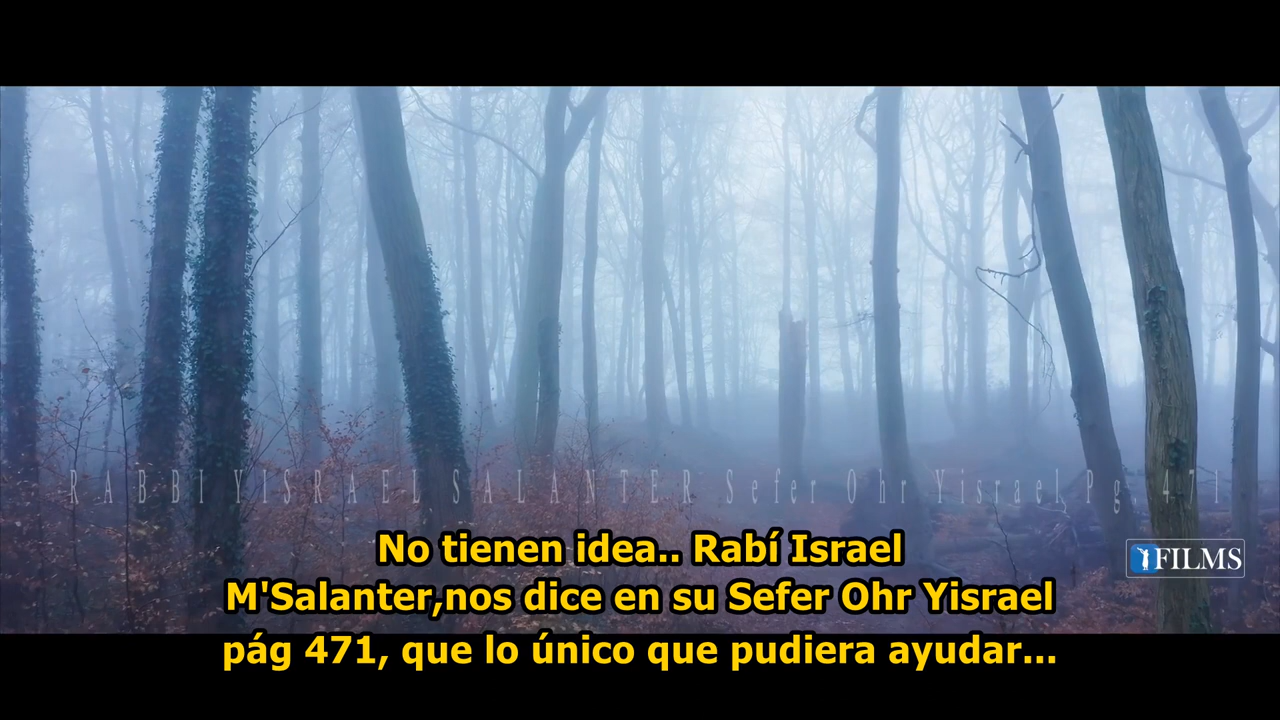 RABBI YISRAEL SALANTER Sefer Ohr Yisrael, Pg. 471
No tienen idea.. Rabí Israel
M'Salanter,nos dice en su Sefer Ohr Yisrael
pág 471, que lo único que pudiera ayudar...
FILMS